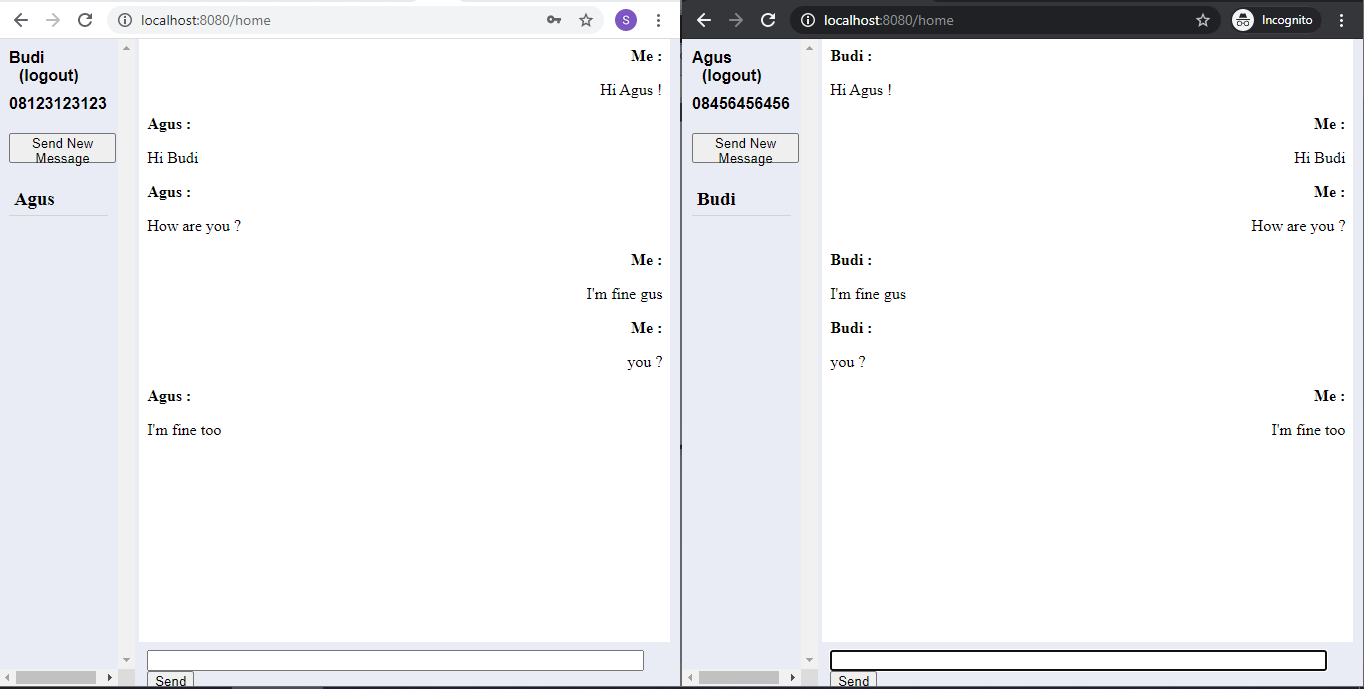 localhost:8080/home
S
Budi
(logout)
08123123123
Send New
Message
Agus
Me :
Hi Agus !
Agus :
Hi Budi
Agus :
How are you ?
Me :
I'm fine gus
Me :
you ?
Agus :
I'm fine too
Send
localhost:8080/home
Incognito
Agus
(logout)
08456456456
Send New
Message
Budi
Budi :
Hi Agus !
Me :
Hi Budi
Me :
How are you ?
Budi :
I'm fine gus
Budi :
you ?
Me :
I'm fine too
Send